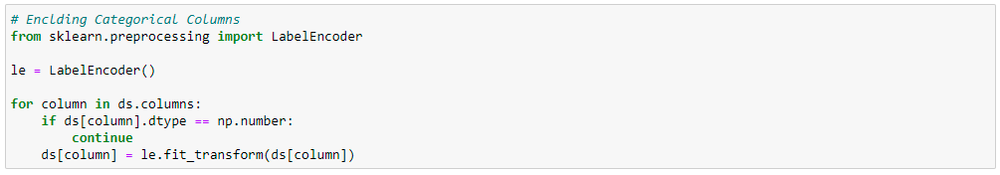 # Enclding Categorical Columns
from sklearn.preprocessing import LabelEncoder

le = LabelEncoder()

for column in ds.columns:
    if ds[column].dtype == np.number:
        continue
    ds[column] = le.fit_transform(ds[column])